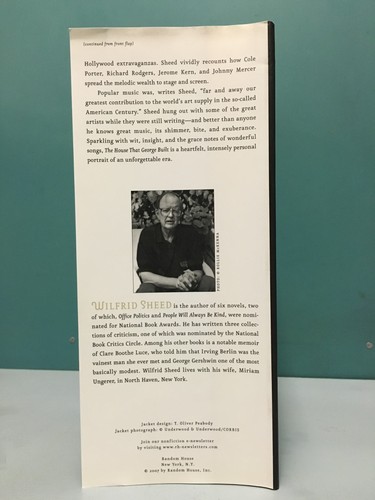 (continued from front flap)
Hollywood extravaganzas. Sheed vividly recounts how Cole
Porter, Richard Rodgers, Jerome Kern, and Johnny Mercer
spread the melodic wealth to stage and screen.
Popular music was, writes Sheed, "far and away our
greatest contribution to the world's art supply in the so-called
American Century." Sheed hung out with some of the great
artists while they were still writing—and better than anyone
he knows great music, its shimmer, bite, and exuberance.
Sparkling with wit, insight, and the grace notes of wonderful
songs, The House That George Built is a heartfelt, intensely personal
portrait of an unforgettable era.
WILFRID SHEED is the author of six novels, two
of which, Office Politics and People Will Always Be Kind, were nomi-
nated for National Book Awards. He has written three collec-
tions of criticism, one of which was nominated by the National
Book Critics Circle. Among his other books is a notable memoir
of Clare Boothe Luce, who told him that Irving Berlin was the
vainest man she ever met and George Gershwin one of the most
basically modest. Wilfrid Sheed lives with his wife, Miriam
Ungerer, in North Haven, New York.
Jacket design: T. Oliver Peabody
Jacket photograph: © Underwood & Underwood/CORBIS
Join our nonfiction e-newsletter
by visiting www.rh-newsletters.com
Random House
New York, N.Y.
© 2007 by Random House, Inc.